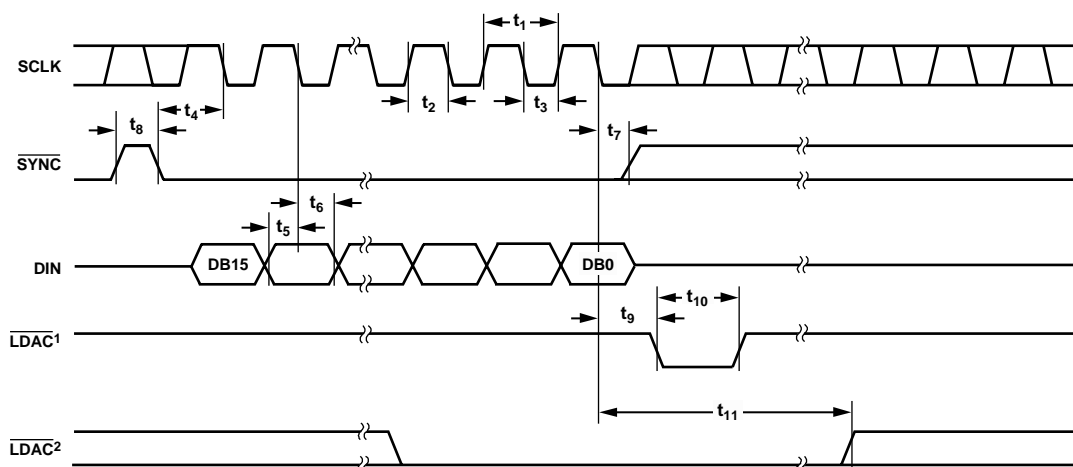 t1
SCLK
t2
t3
t4
t8
t7
SYNC
t6
t5
DIN
DB15
DB0
t10
t9
LDAC1
t11
LDAC2